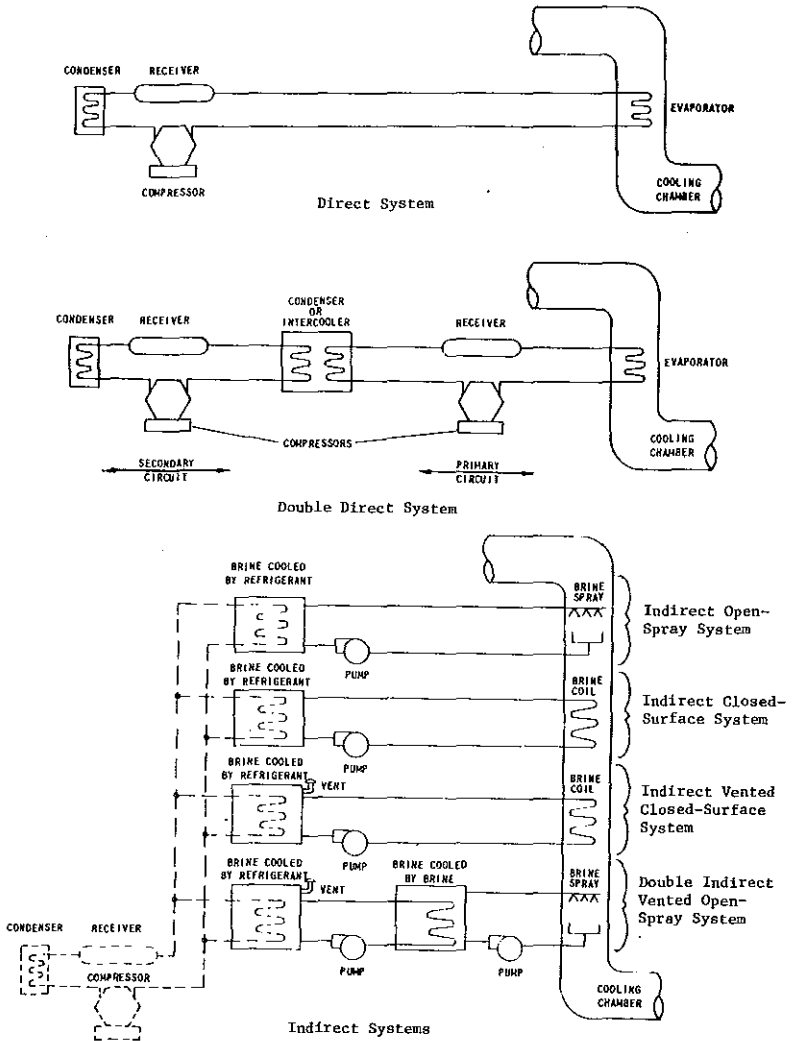 CONDENSER
RECEIVER
EVAPORATOR
COMPRESSOR
COOLING
CHAMBER
Direct System
CONDENSER
OR
INTERCOOLER
CONDENSER
RECEIVER
RECEIVER
EVAPORATOR
COMPRESSORS
COOLING
CHAMBER
SECONDARY
CIRCUIT
PRIMARY
CIRCUIT
Double Direct System
BRINE COOLED
BY REFRIGERANT
BRINE
SPRAY
Indirect Open-
Spray System
PUMP
BRINE COOLED
BY REFRIGERANT
BRINE
COIL
Indirect Closed-
Surface System
PUMP
BRINE COOLED
BY REFRIGERANT
VENT
BRINE
COIL
Indirect Vented
Closed-Surface
System
PUMP
BRINE COOLED
BY REFRIGERANT
VENT
BRINE COOLED
BY BRINE
BRINE
SPRAY
Double Indirect
Vented Open-
Spray System
PUMP
PUMP
CONDENSER
RECEIVER
COMPRESSOR
COOLING
CHAMBER
Indirect Systems